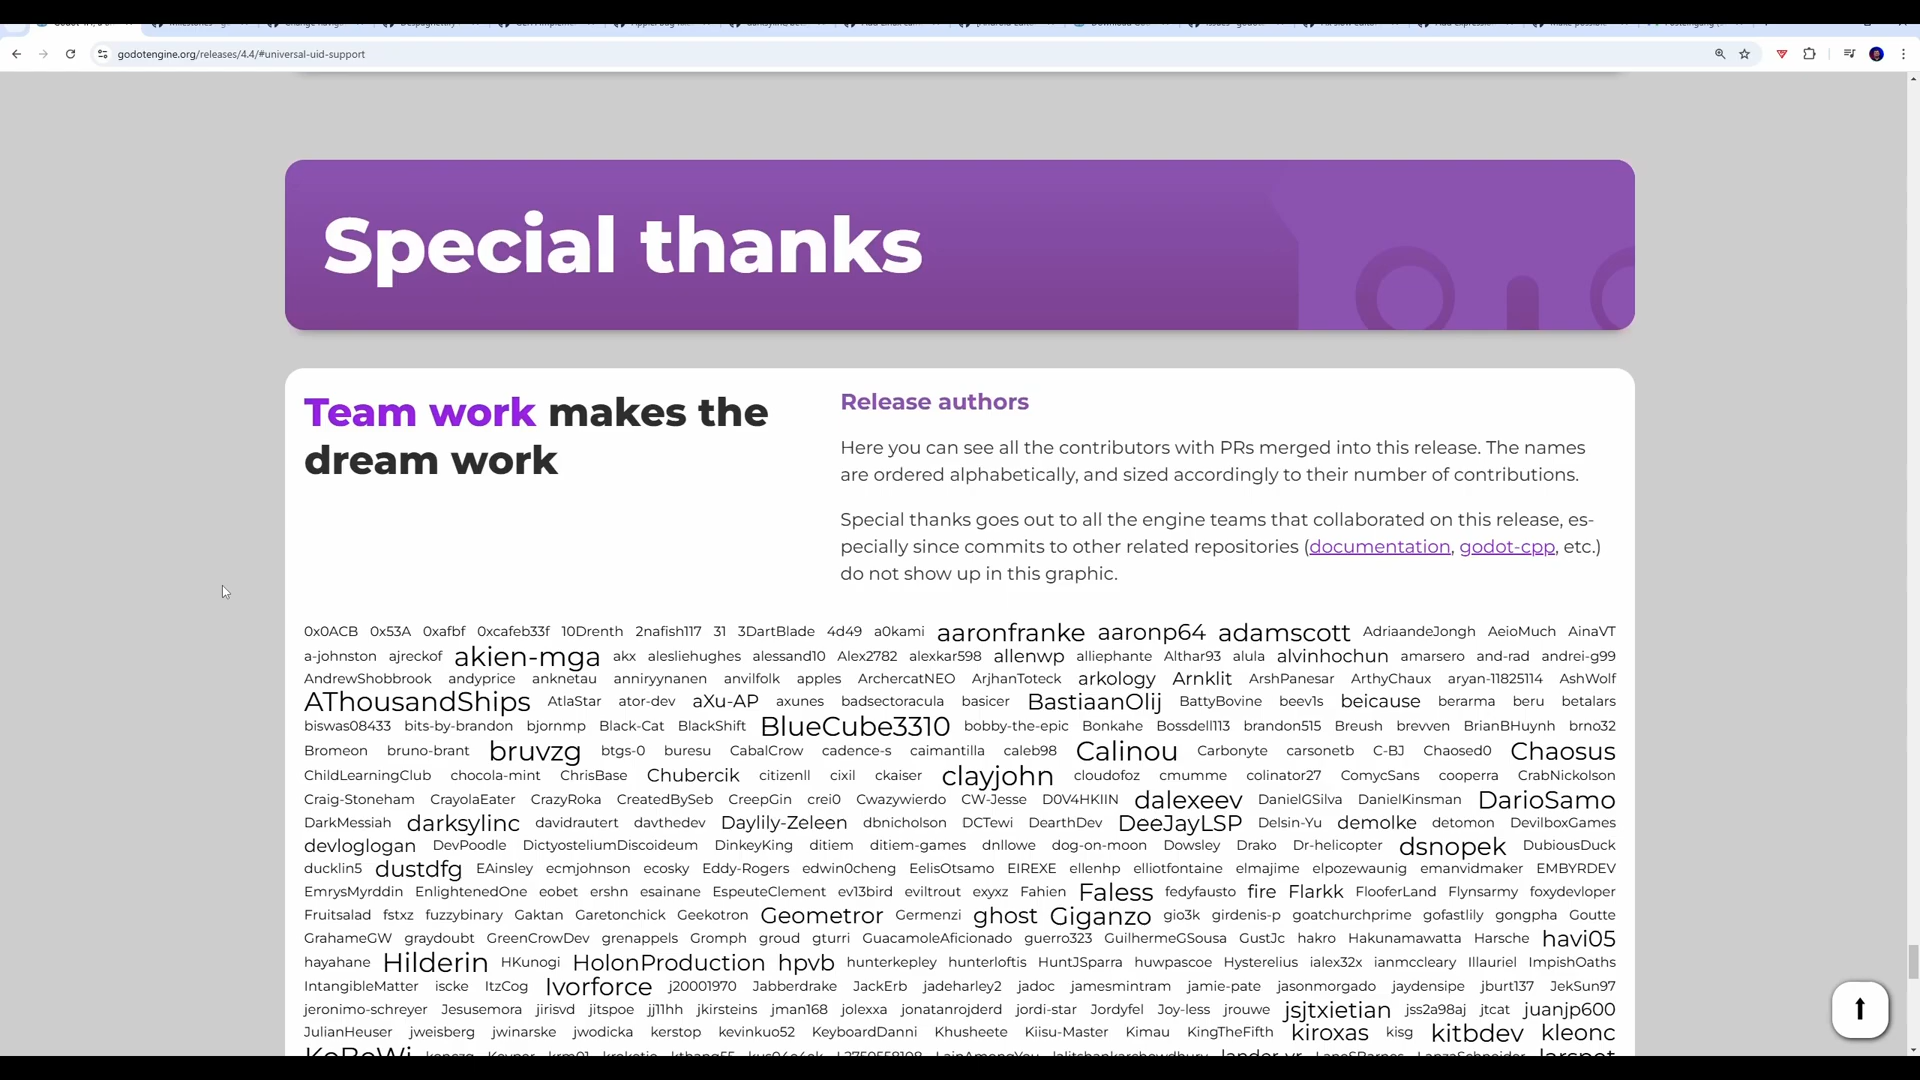 godotengine.org/releases/4.4/#universal-uid-support
Special thanks
Team work makes the
dream work
Release authors
Here you can see all the contributors with PRs merged into this release. The names
are ordered alphabetically, and sized accordingly to their number of contributions.
Special thanks goes out to all the engine teams that collaborated on this release, es-
pecially since commits to other related repositories (documentation, godot-cpp, etc.)
do not show up in this graphic.
0x0ACB 0x53A 0xafbf 0xcafeb33f 10Drenth 2nafish117 31 3DartBlade 4d49 a0kami aaronfranke aaronp64 adamscott AdriaandeJongh AeioMuch AinaVT
a-johnston ajreckof akien-mga akx alesliehughes alessand10 Alex2782 alexkar598 allenwp alliephante Althar93 alula alvinhochun amarsero and-rad andrei-g99
AndrewShobbrook andyprice anknetau anniryynanen anvilfolk apples ArchercatNEO ArjhanToteck arkology Arnklit ArshPanesar ArthyChaux aryan-11825114 AshWolf
AThousandShips AtlaStar ator-dev aXu-AP axunes badsectoracula basicer BastiaanOlij BattyBovine beev1s beicause berarma beru betalars
biswas08433 bits-by-brandon bjornmp Black-Cat BlackShift BlueCube3310 bobby-the-epic Bonkahe Bossdell113 brandon515 Breush brevven BrianBHuynh brno32
Bromeon bruno-brant bruvzg btgs-0 buresu CabalCrow cadence-s caimantilla caleb98 Calinou Carbonyte carsonetb C-BJ Chaosed0 Chaosus
ChildLearningClub chocola-mint ChrisBase Chubercik citizenll cixil ckaiser clayjohn cloudofoz cmumme colinator27 ComycSans cooperra CrabNickolson
Craig-Stoneham CrayolaEater CrazyRoka CreatedBySeb CreepGin crei0 Cwazywierdo CW-Jesse D0V4HKIIN dalexeev DanielGSilva DanielKinsman DarioSamo
DarkMessiah darksylinc davidrautert davthedev Daylily-Zeleen dbnicholson DCTewi DearthDev DeeJayLSP Delsin-Yu demolke detomon DevilboxGames
devloglogan DevPoodle DictyosteliumDiscoideum DinkeyKing ditiem ditiem-games dnllowe dog-on-moon Dowsley Drako Dr-helicopter dsnopek DubiousDuck
ducklin5 dustdfg EAinsley ecmjohnson ecosky Eddy-Rogers edwin0cheng EelisOtsamo EIREXE ellenhp elliotfontaine elmajime elpozewaunig emanvidmaker EMBYRDEV
EmrysMyrddin EnlightenedOne eobet ershn esainane EspeuteClement ev13bird eviltrout exyxz Fahien Faless fedyfausto fire Flarkk FlooferLand Flynsarmy foxydevloper
Fruitsalad fstxz fuzzybinary Gaktan Garetonchick Geekotron Geometror Germenzi ghost Giganzo gio3k girdenis-p goatchurchprime gofastlily gongpha Goutte
GrahameGW graydoubt GreenCrowDev grenappels Gromph groud gturri GuacamoleAficionado guerro323 GuilhermeGSousa GustJc hakro Hakunamawatta Harsche havi05
hayahane Hilderin HKunogi HolonProduction hpvb hunterkepley hunterloftis HuntJSparra huwpascoe Hysterelius ialex32x ianmccleary Illauriel ImpishOaths
IntangibleMatter iscke ItzCog Ivorforce j20001970 Jabberdrake JackErb jadeharley2 jadoc jamesmintram jamie-pate jasonmorgado jaydensipe jburt137 JekSun97
jeronimo-schreyer Jesusemora jirisvd jitspoe jj11hh jkirsteins jman168 jolexxa jonatanrojderd jordi-star Jordyfel Joy-less jrouwe jsjtxietian jss2a98aj jtcat juanjp600
JulianHeuser jweisberg jwinarske jwodicka kerstop kevinkuo52 KeyboardDanni Khusheete Kiisu-Master Kimau KingTheFifth kiroxas kisg kitbdev kleonc
KoBeWi